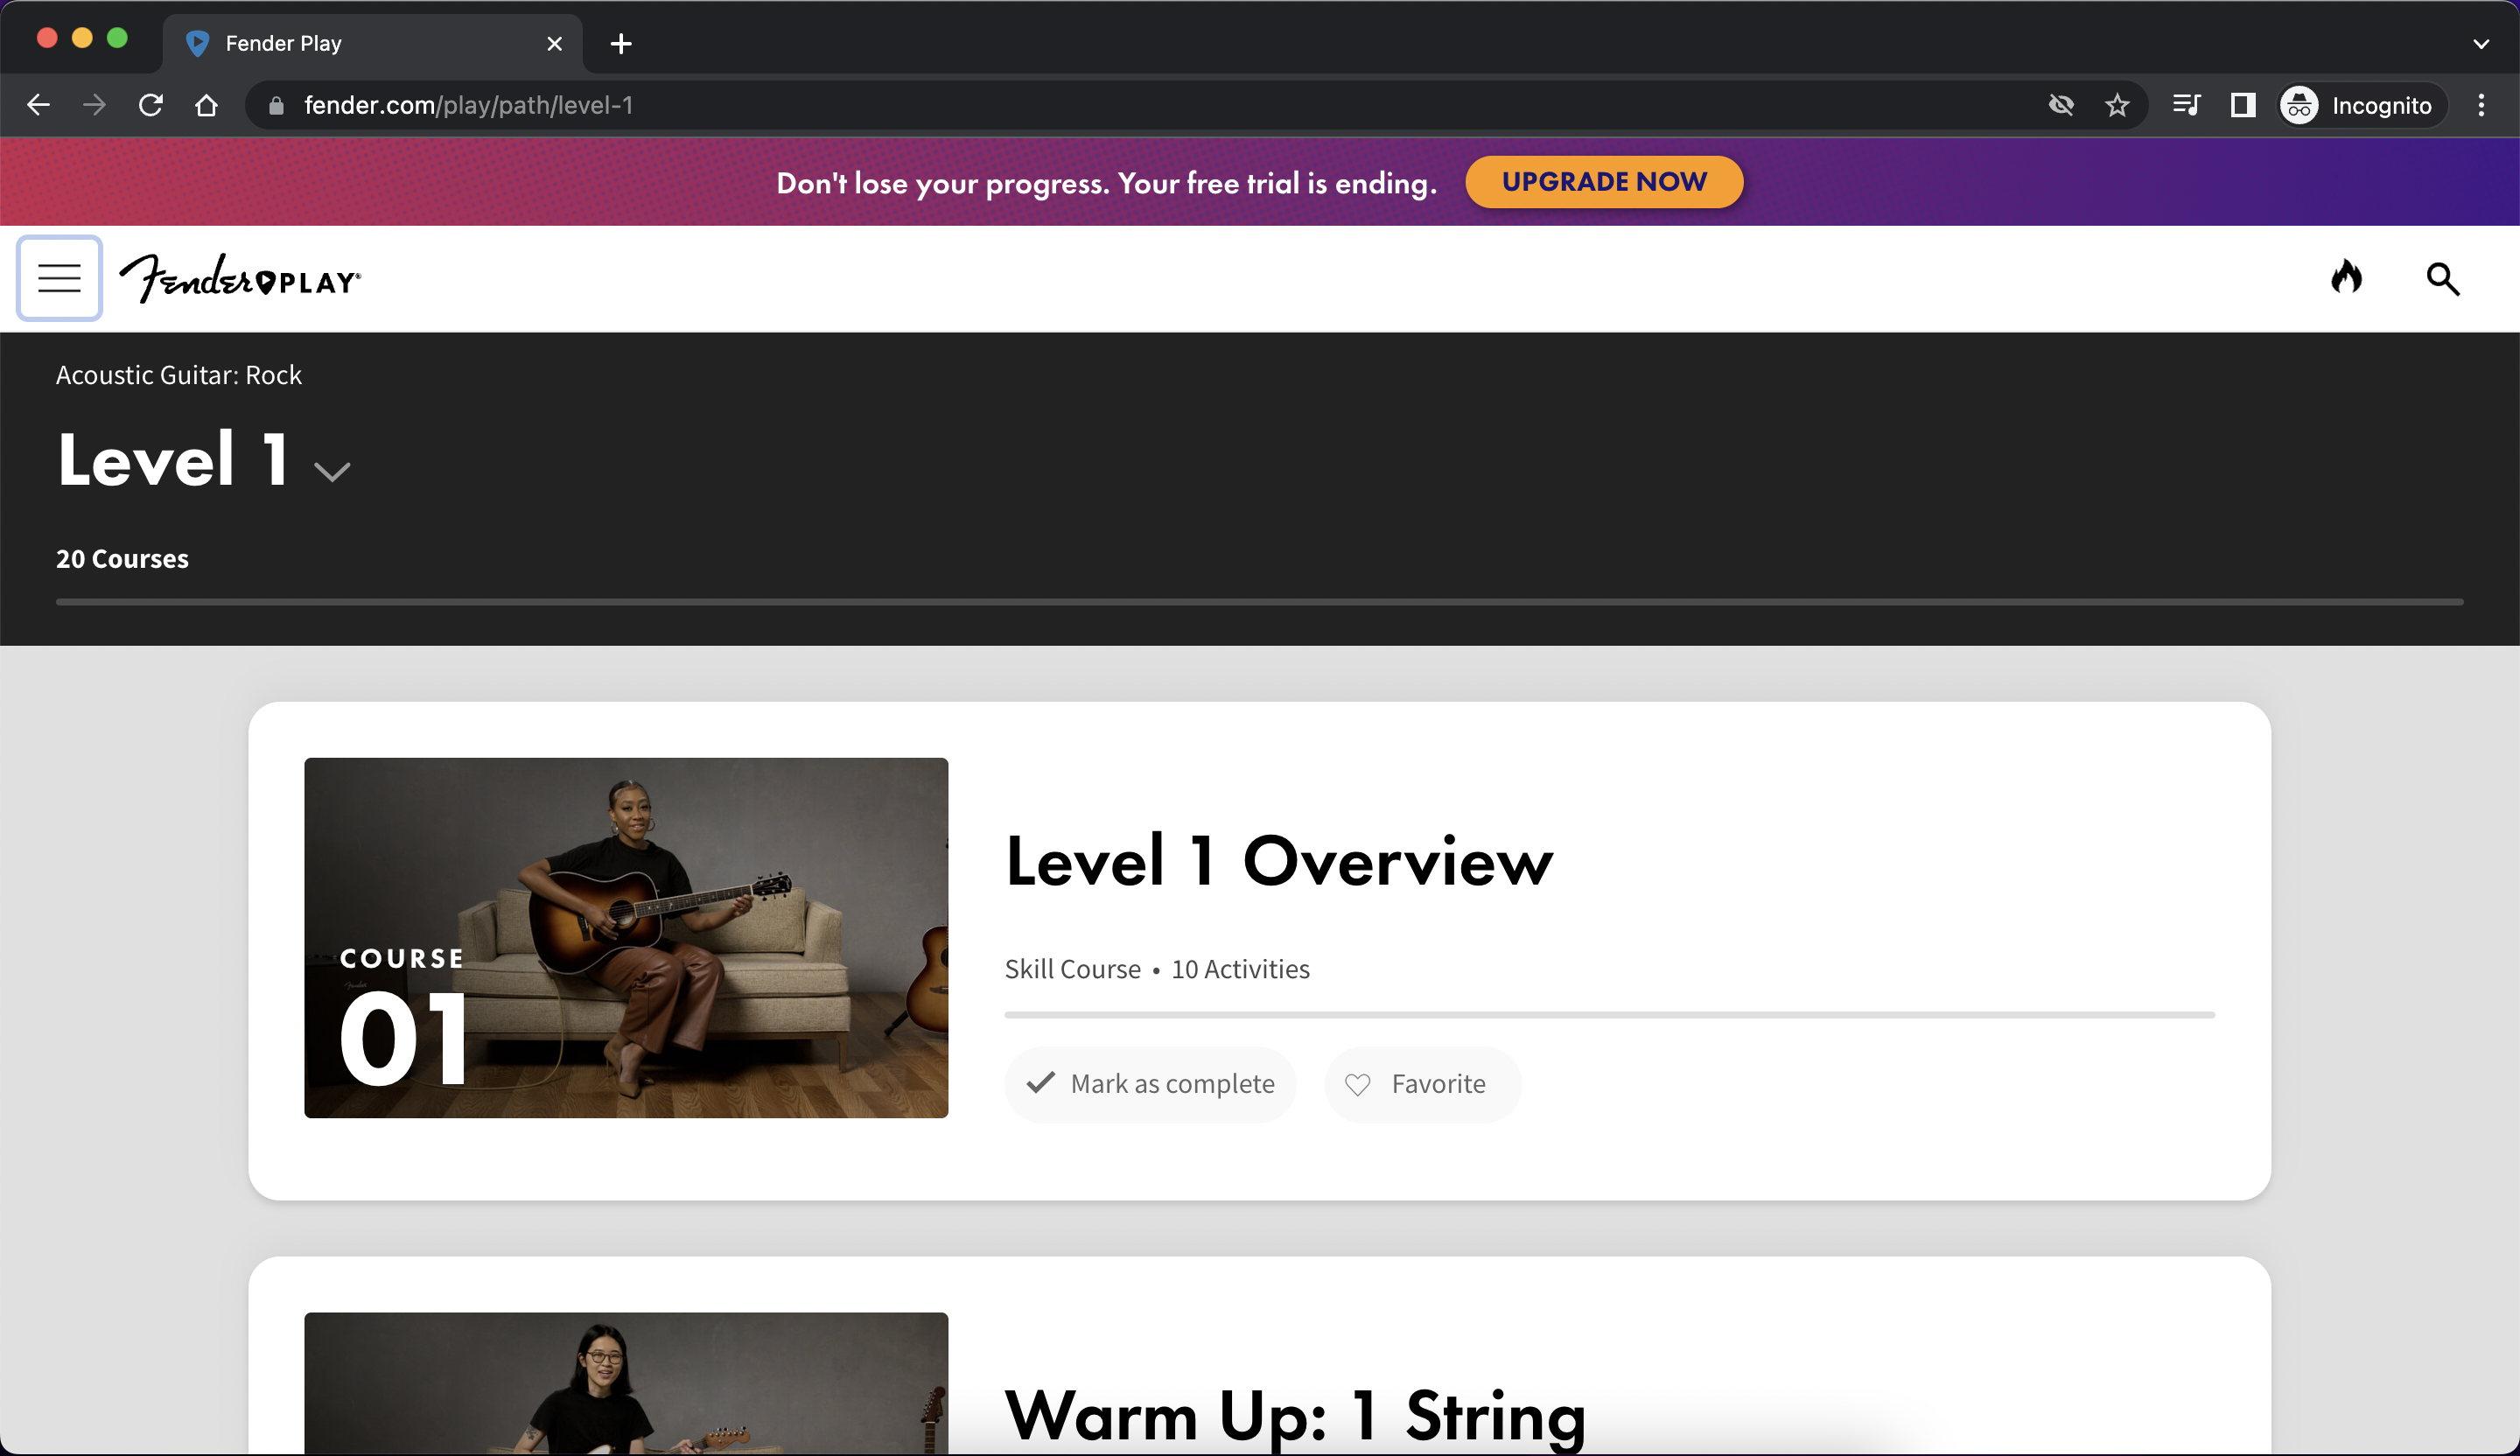 Fender Play
fender.com/play/path/level-1
Incognito
Don't lose your progress. Your free trial is ending.
UPGRADE NOW
Fender PLAY®
Acoustic Guitar: Rock
Level 1
20 Courses
COURSE
01
Level 1 Overview
Skill Course • 10 Activities
Mark as complete
Favorite
Warm Up: 1 String